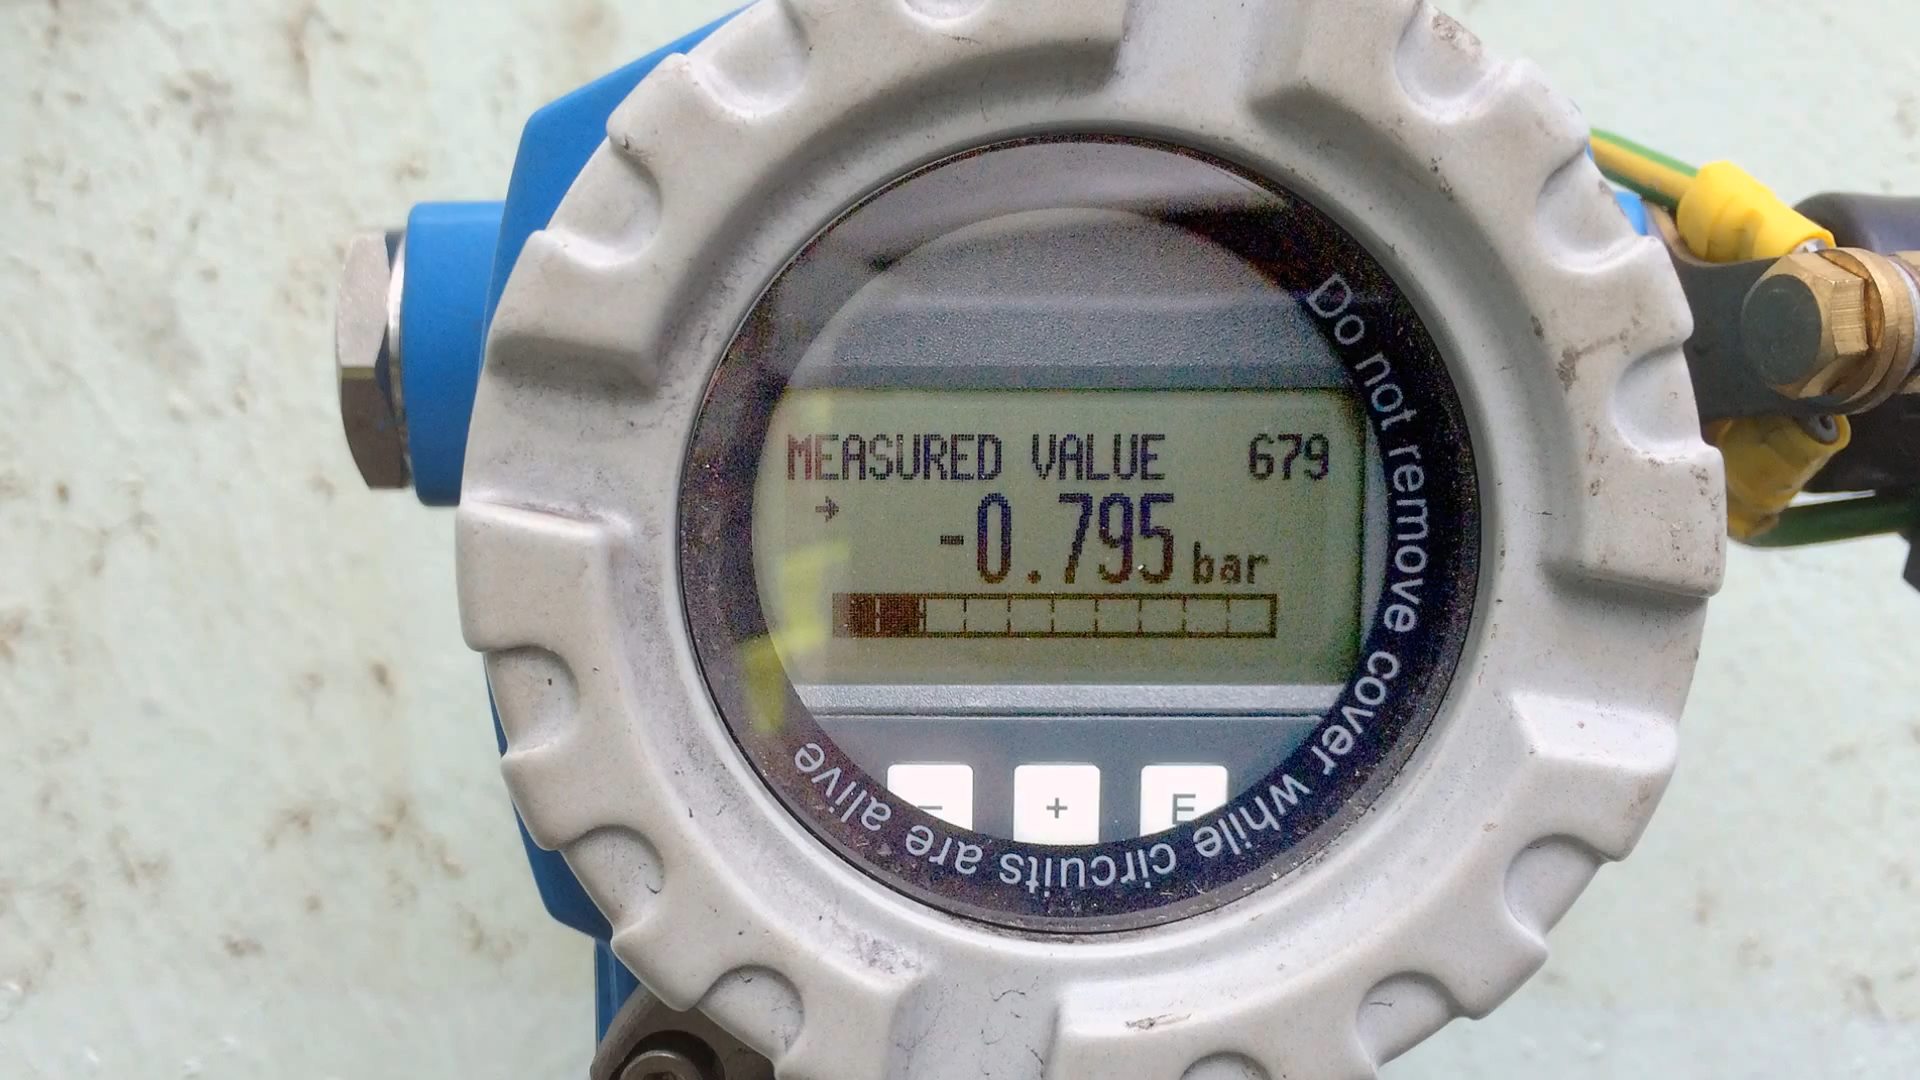 MEASURED VALUE 679
-0.795 bar
- + E
Do not remove cover while circuits are alive